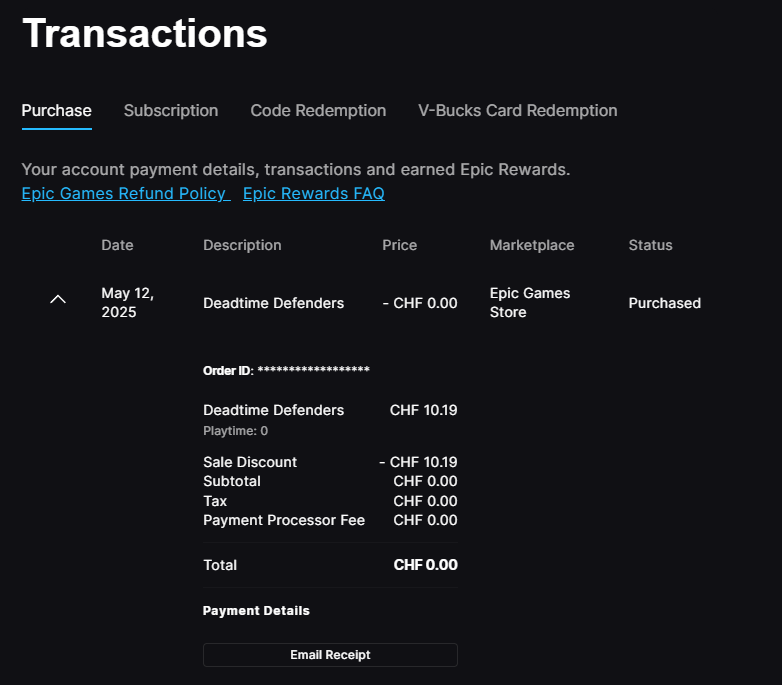 Transactions
Purchase Subscription Code Redemption V-Bucks Card Redemption
Your account payment details, transactions and earned Epic Rewards.
Epic Games Refund Policy Epic Rewards FAQ
Date Description Price Marketplace Status
May 12, 2025 Deadtime Defenders - CHF 0.00 Epic Games Store Purchased
Order ID: ******************
Deadtime Defenders CHF 10.19
Playtime: 0
Sale Discount - CHF 10.19
Subtotal CHF 0.00
Tax CHF 0.00
Payment Processor Fee CHF 0.00
Total CHF 0.00
Payment Details
Email Receipt